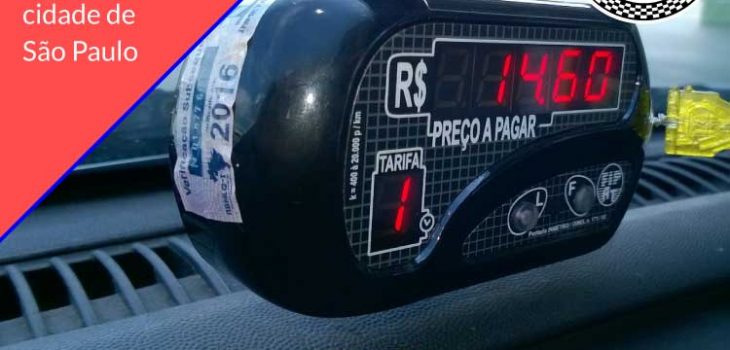 cidade de
São Paulo
2016
R$ 14,60
PREÇO A PAGAR
TARIFA
1
k = 400 à 20.000 p / km
L
F